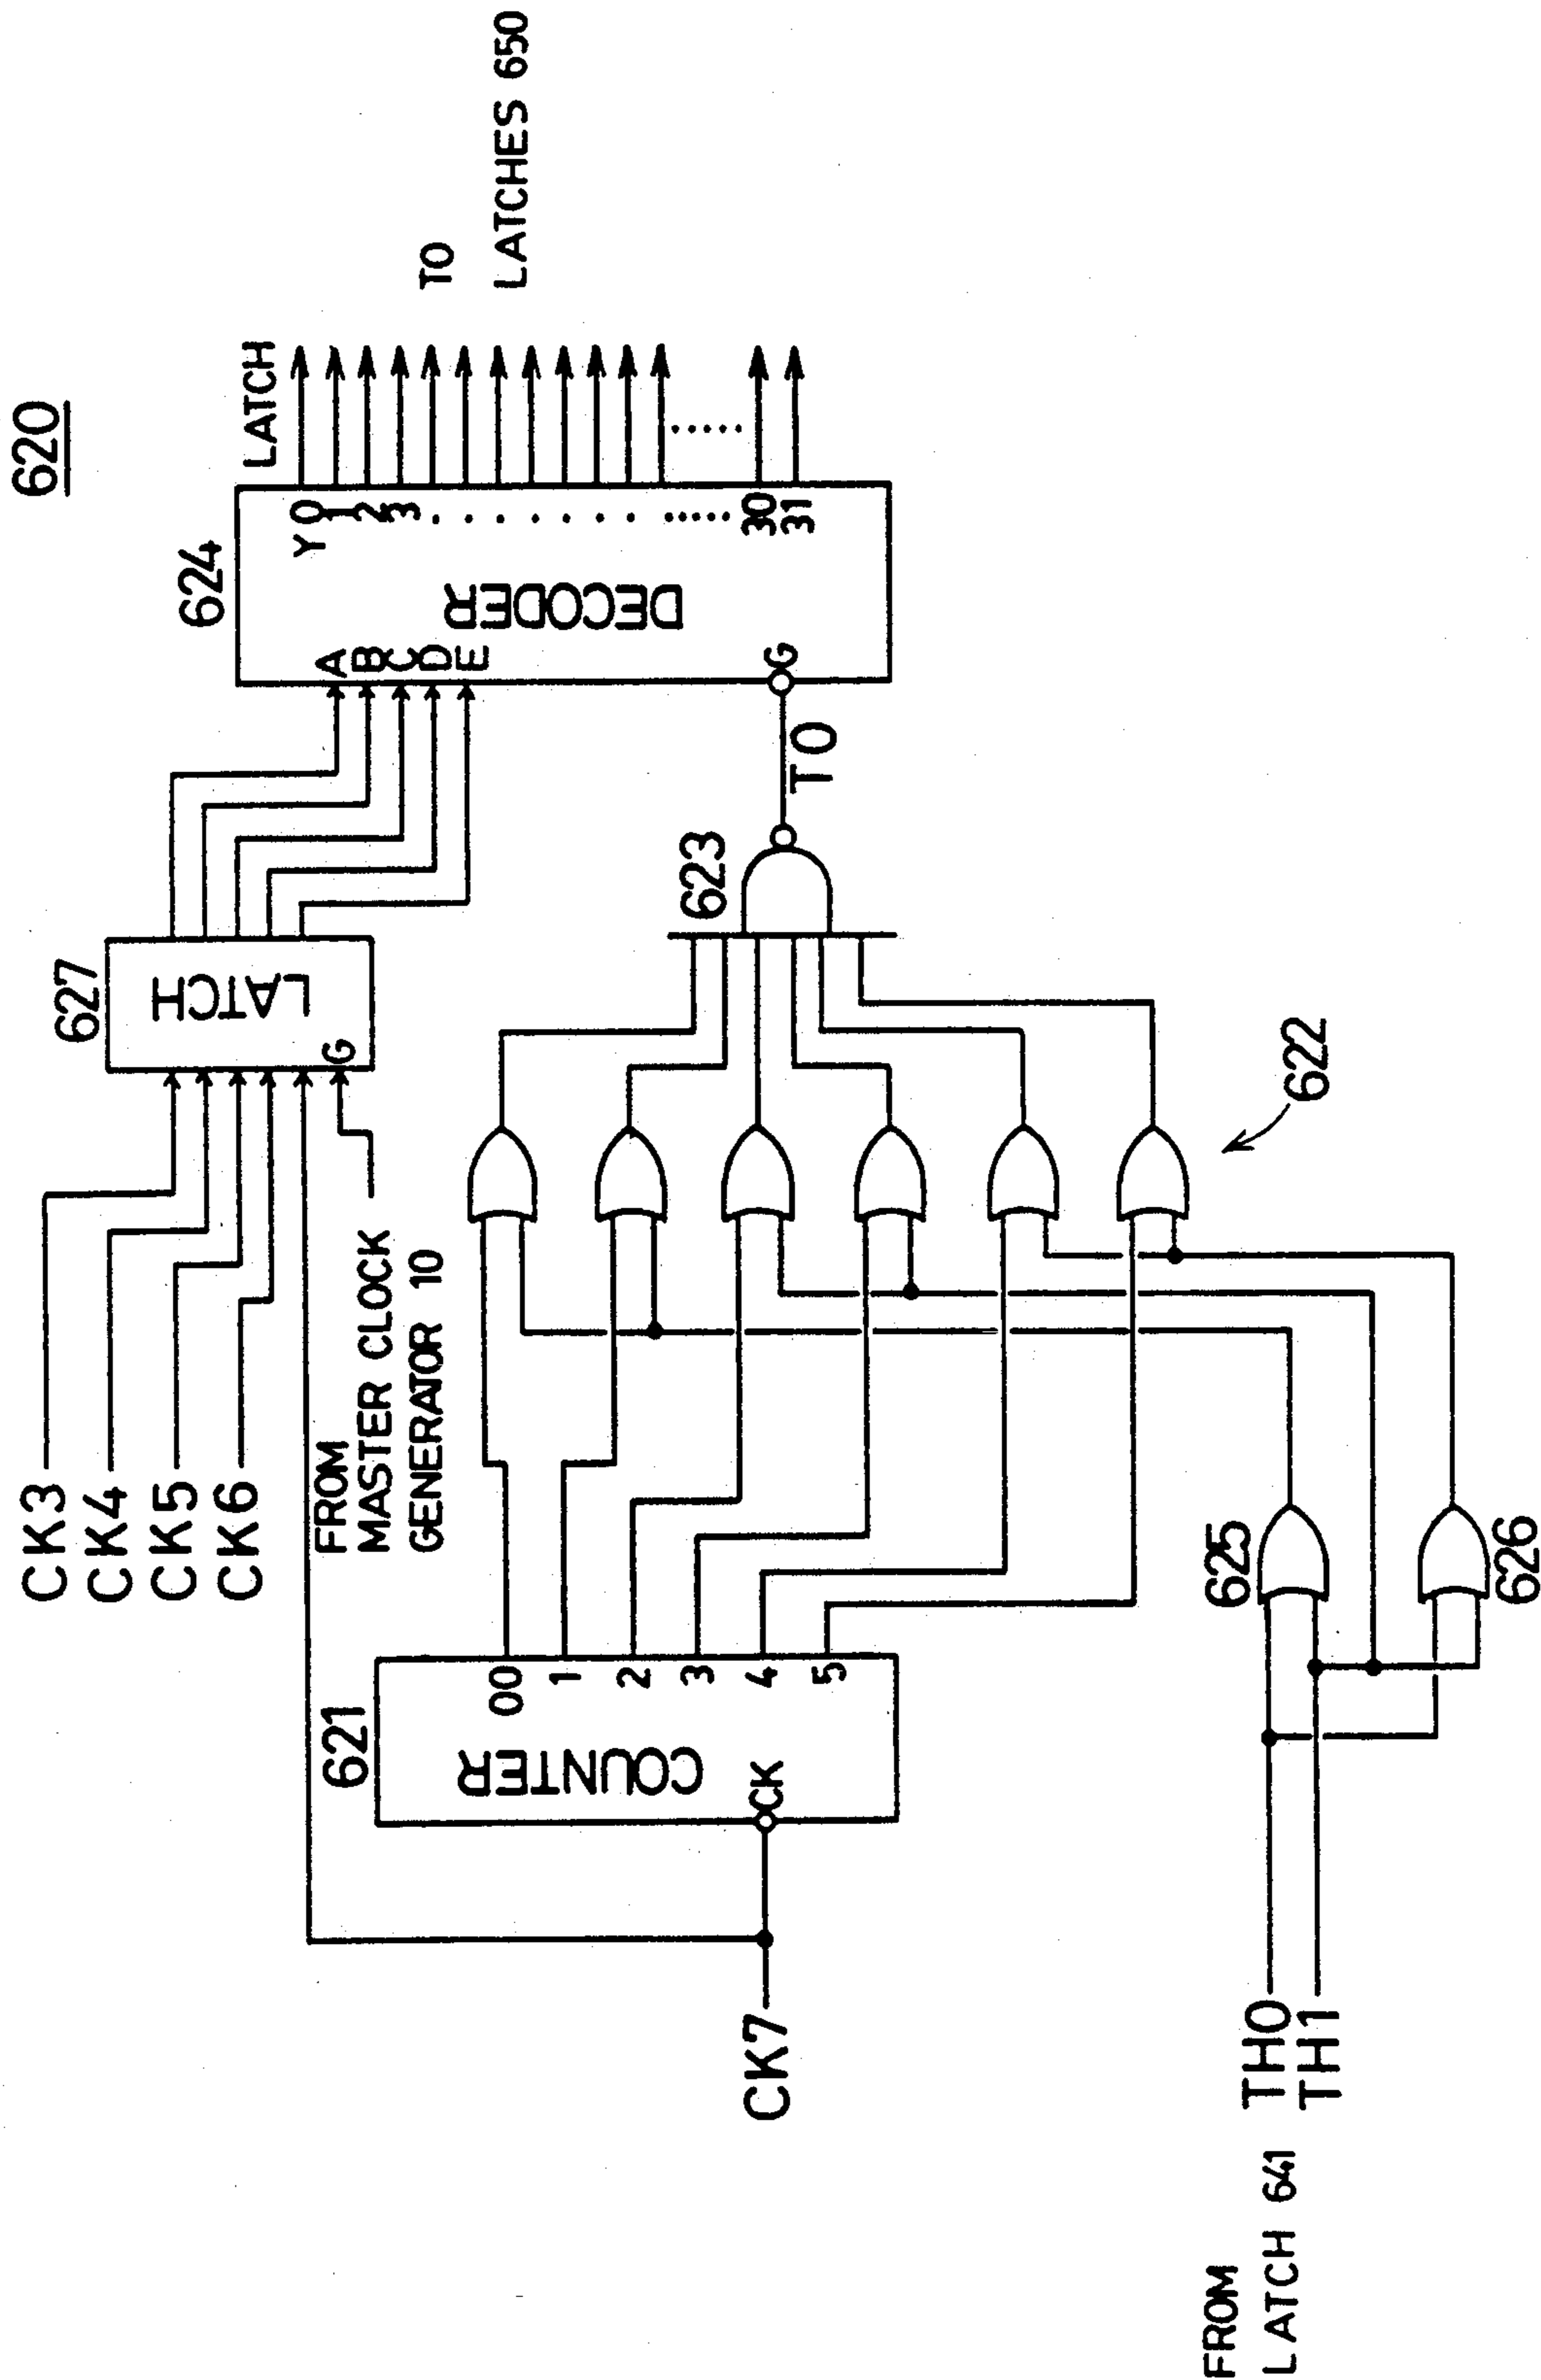 620
CK3
CK4
CK5
CK6
FROM
MASTER CLOCK
GENERATOR 10
627
LATCH
G
624
DECODER
A
B
C
D
E
G
Y 0
1
2
3
30
31
LATCH
TO
LATCHES 650
621
COUNTER
CK
00
1
2
3
4
5
CK7
623
TO
622
625
626
FROM
LATCH 641
TH0
TH1